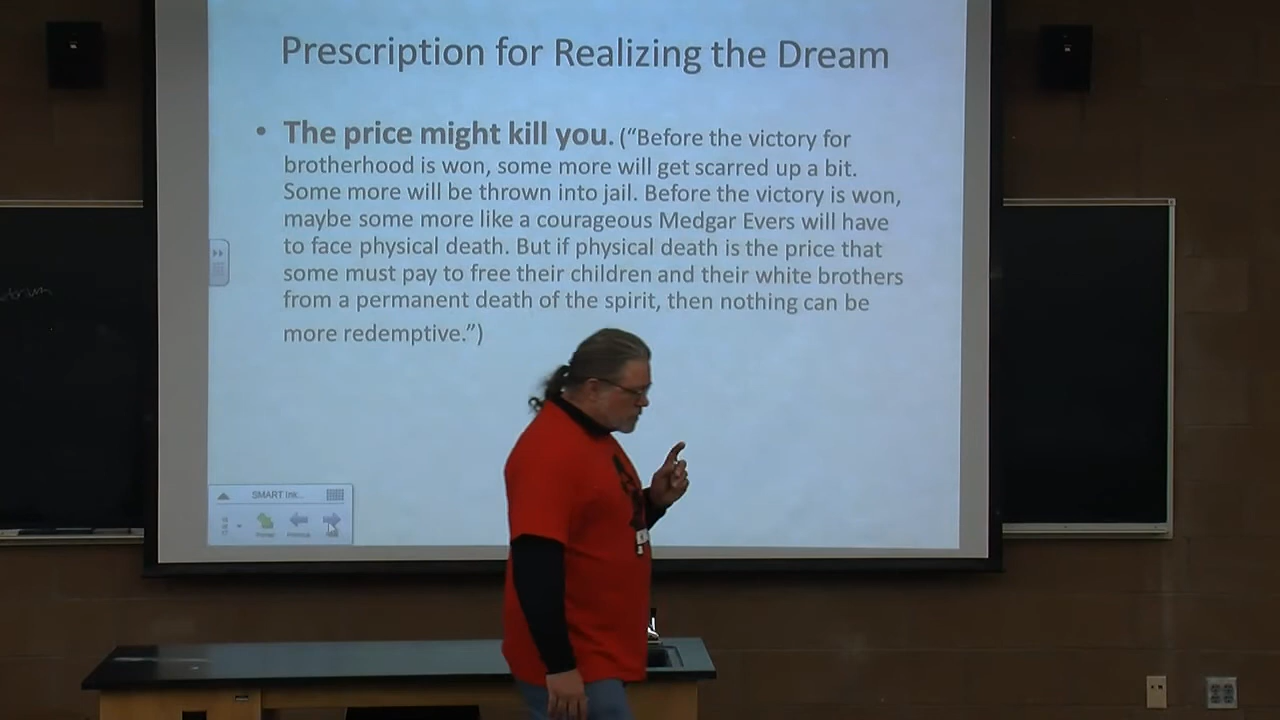 Prescription for Realizing the Dream
• The price might kill you. (“Before the victory for
brotherhood is won, some more will get scarred up a bit.
Some more will be thrown into jail. Before the victory is won,
maybe some more like a courageous Medgar Evers will have
to face physical death. But if physical death is the price that
some must pay to free their children and their white brothers
from a permanent death of the spirit, then nothing can be
more redemptive.”)
SMART Ink...